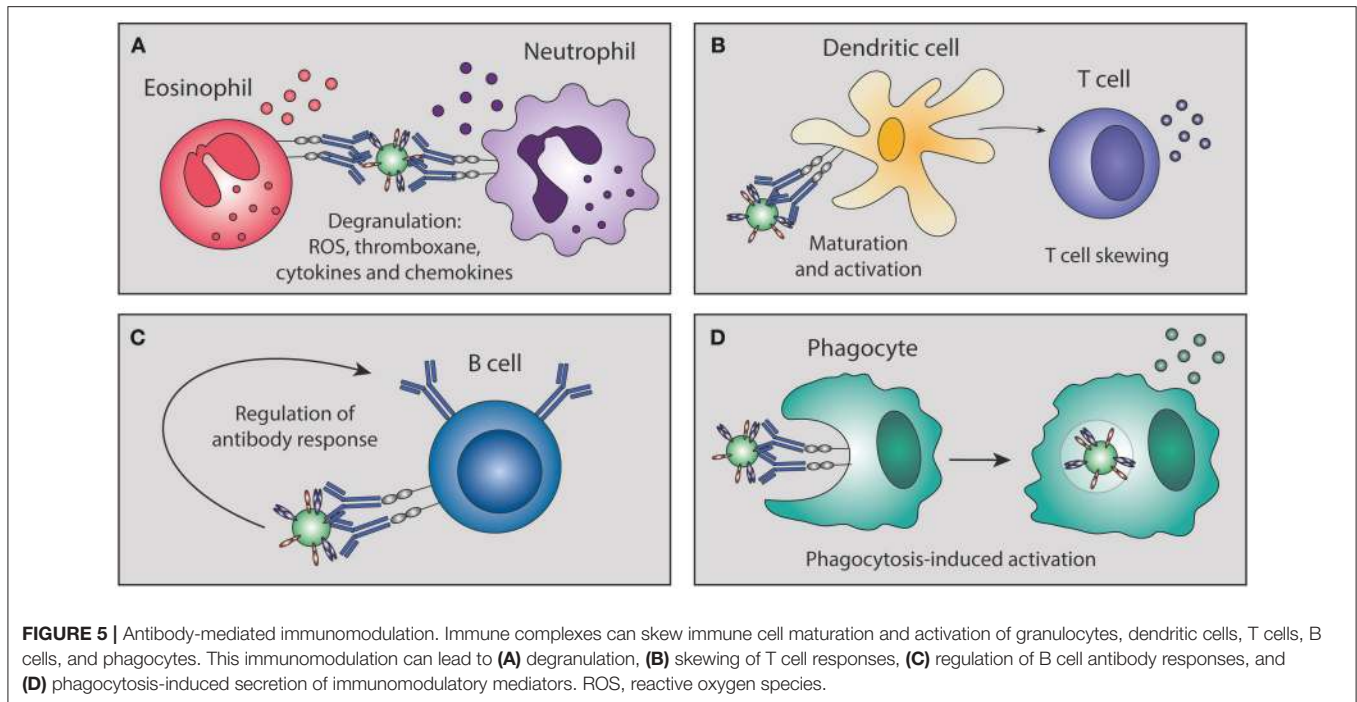 A
Eosinophil
Neutrophil
Degranulation:
ROS, thromboxane,
cytokines and chemokines
B
Dendritic cell
T cell
Maturation
and activation
T cell skewing
C
B cell
Regulation of
antibody response
D
Phagocyte
Phagocytosis-induced activation
FIGURE 5 | Antibody-mediated immunomodulation. Immune complexes can skew immune cell maturation and activation of granulocytes, dendritic cells, T cells, B
cells, and phagocytes. This immunomodulation can lead to (A) degranulation, (B) skewing of T cell responses, (C) regulation of B cell antibody responses, and
(D) phagocytosis-induced secretion of immunomodulatory mediators. ROS, reactive oxygen species.